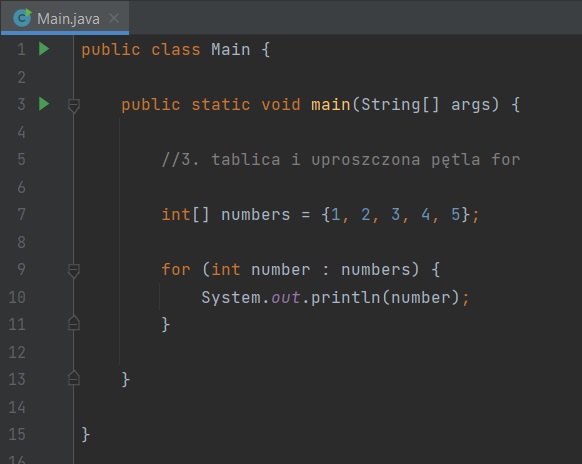 Main.java
1 public class Main {
2
3 public static void main(String[] args) {
4
5 //3. tablica i uproszczona pętla for
6
7 int[] numbers = {1, 2, 3, 4, 5};
8
9 for (int number : numbers) {
10 System.out.println(number);
11 }
12
13 }
14
15 }
16